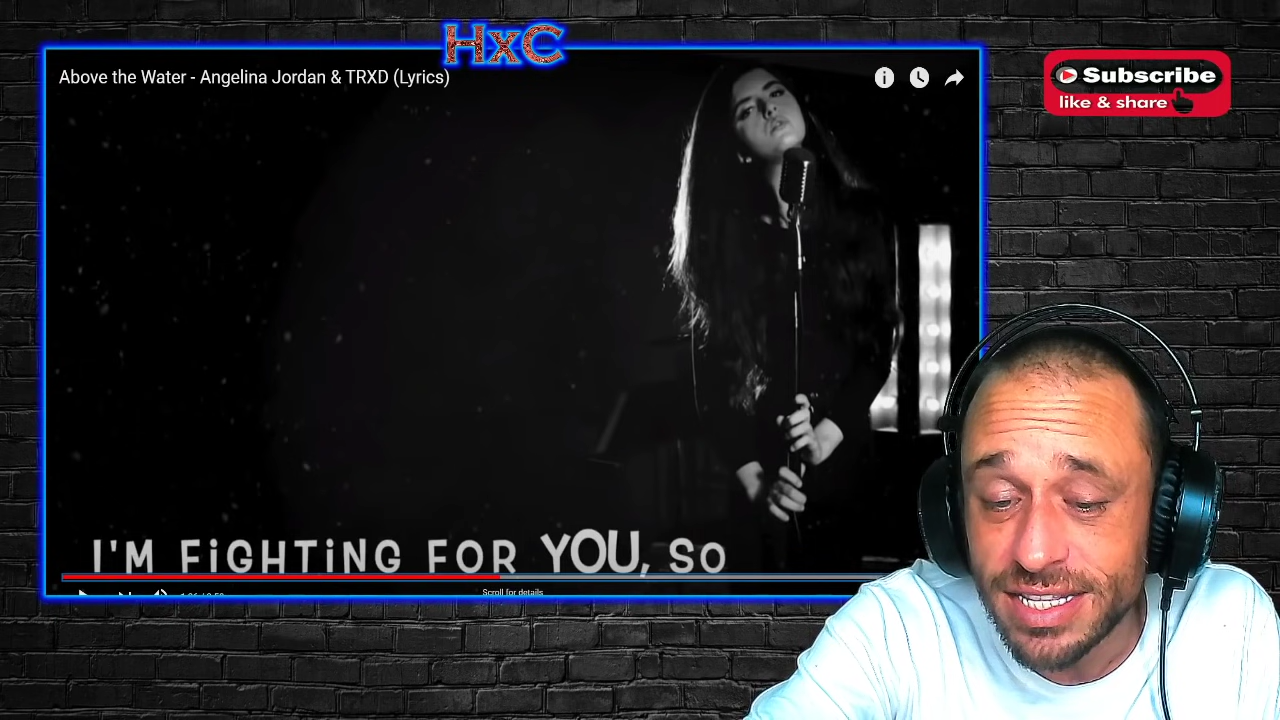 HxC
Above the Water - Angelina Jordan & TRXD (Lyrics)
Subscribe
like & share
I'M FiGHTiNG FOR YOU, SO
Scroll for details